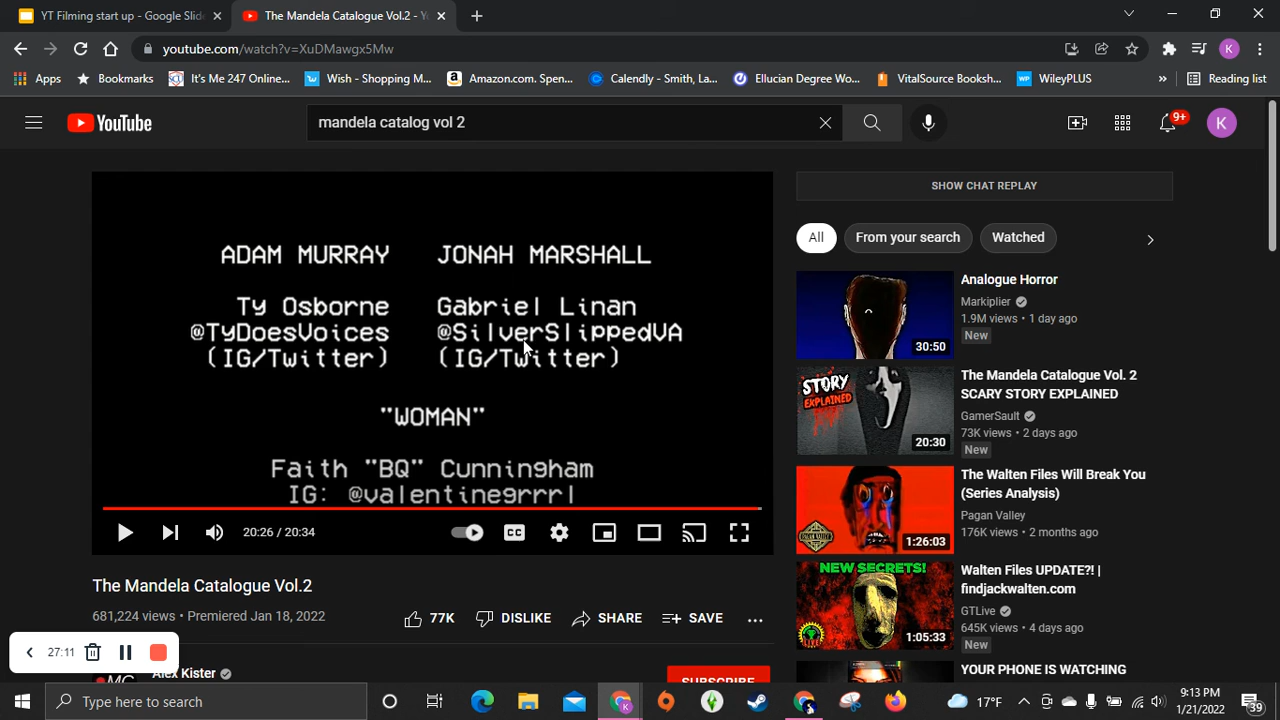 YT Filming start up - Google Slide
The Mandela Catalogue Vol.2 - Y
youtube.com/watch?v=XuDMawgx5Mw
K
Apps
Bookmarks
It's Me 247 Online...
Wish - Shopping M...
Amazon.com. Spen...
Calendly - Smith, La...
Ellucian Degree Wo...
VitalSource Booksh...
WileyPLUS
»
Reading list
YouTube
mandela catalog vol 2
9+
K
ADAM MURRAY JONAH MARSHALL
Ty Osborne Gabriel Linan
@TyDoesVoices @SilverSlippedVA
(IG/Twitter) (IG/Twitter)
"WOMAN"
Faith "BQ" Cunningham
IG: @valentinegrrrl
CC
20:26 / 20:34
The Mandela Catalogue Vol.2
681,224 views • Premiered Jan 18, 2022
77K
DISLIKE
SHARE
SAVE
27:11
MC
Alex Kister
SUBSCRIBE
SHOW CHAT REPLAY
All
From your search
Watched
30:50
Analogue Horror
Markiplier
1.9M views • 1 day ago
New
STORY
EXPLAINED
20:30
The Mandela Catalogue Vol. 2
SCARY STORY EXPLAINED
GamerSault
73K views • 2 days ago
New
1:26:03
The Walten Files Will Break You
(Series Analysis)
Pagan Valley
176K views • 2 months ago
NEW SECRETS!
1:05:33
Walten Files UPDATE?! |
findjackwalten.com
GTLive
645K views • 4 days ago
New
YOUR PHONE IS WATCHING
Type here to search
17°F
9:13 PM
1/21/2022
39